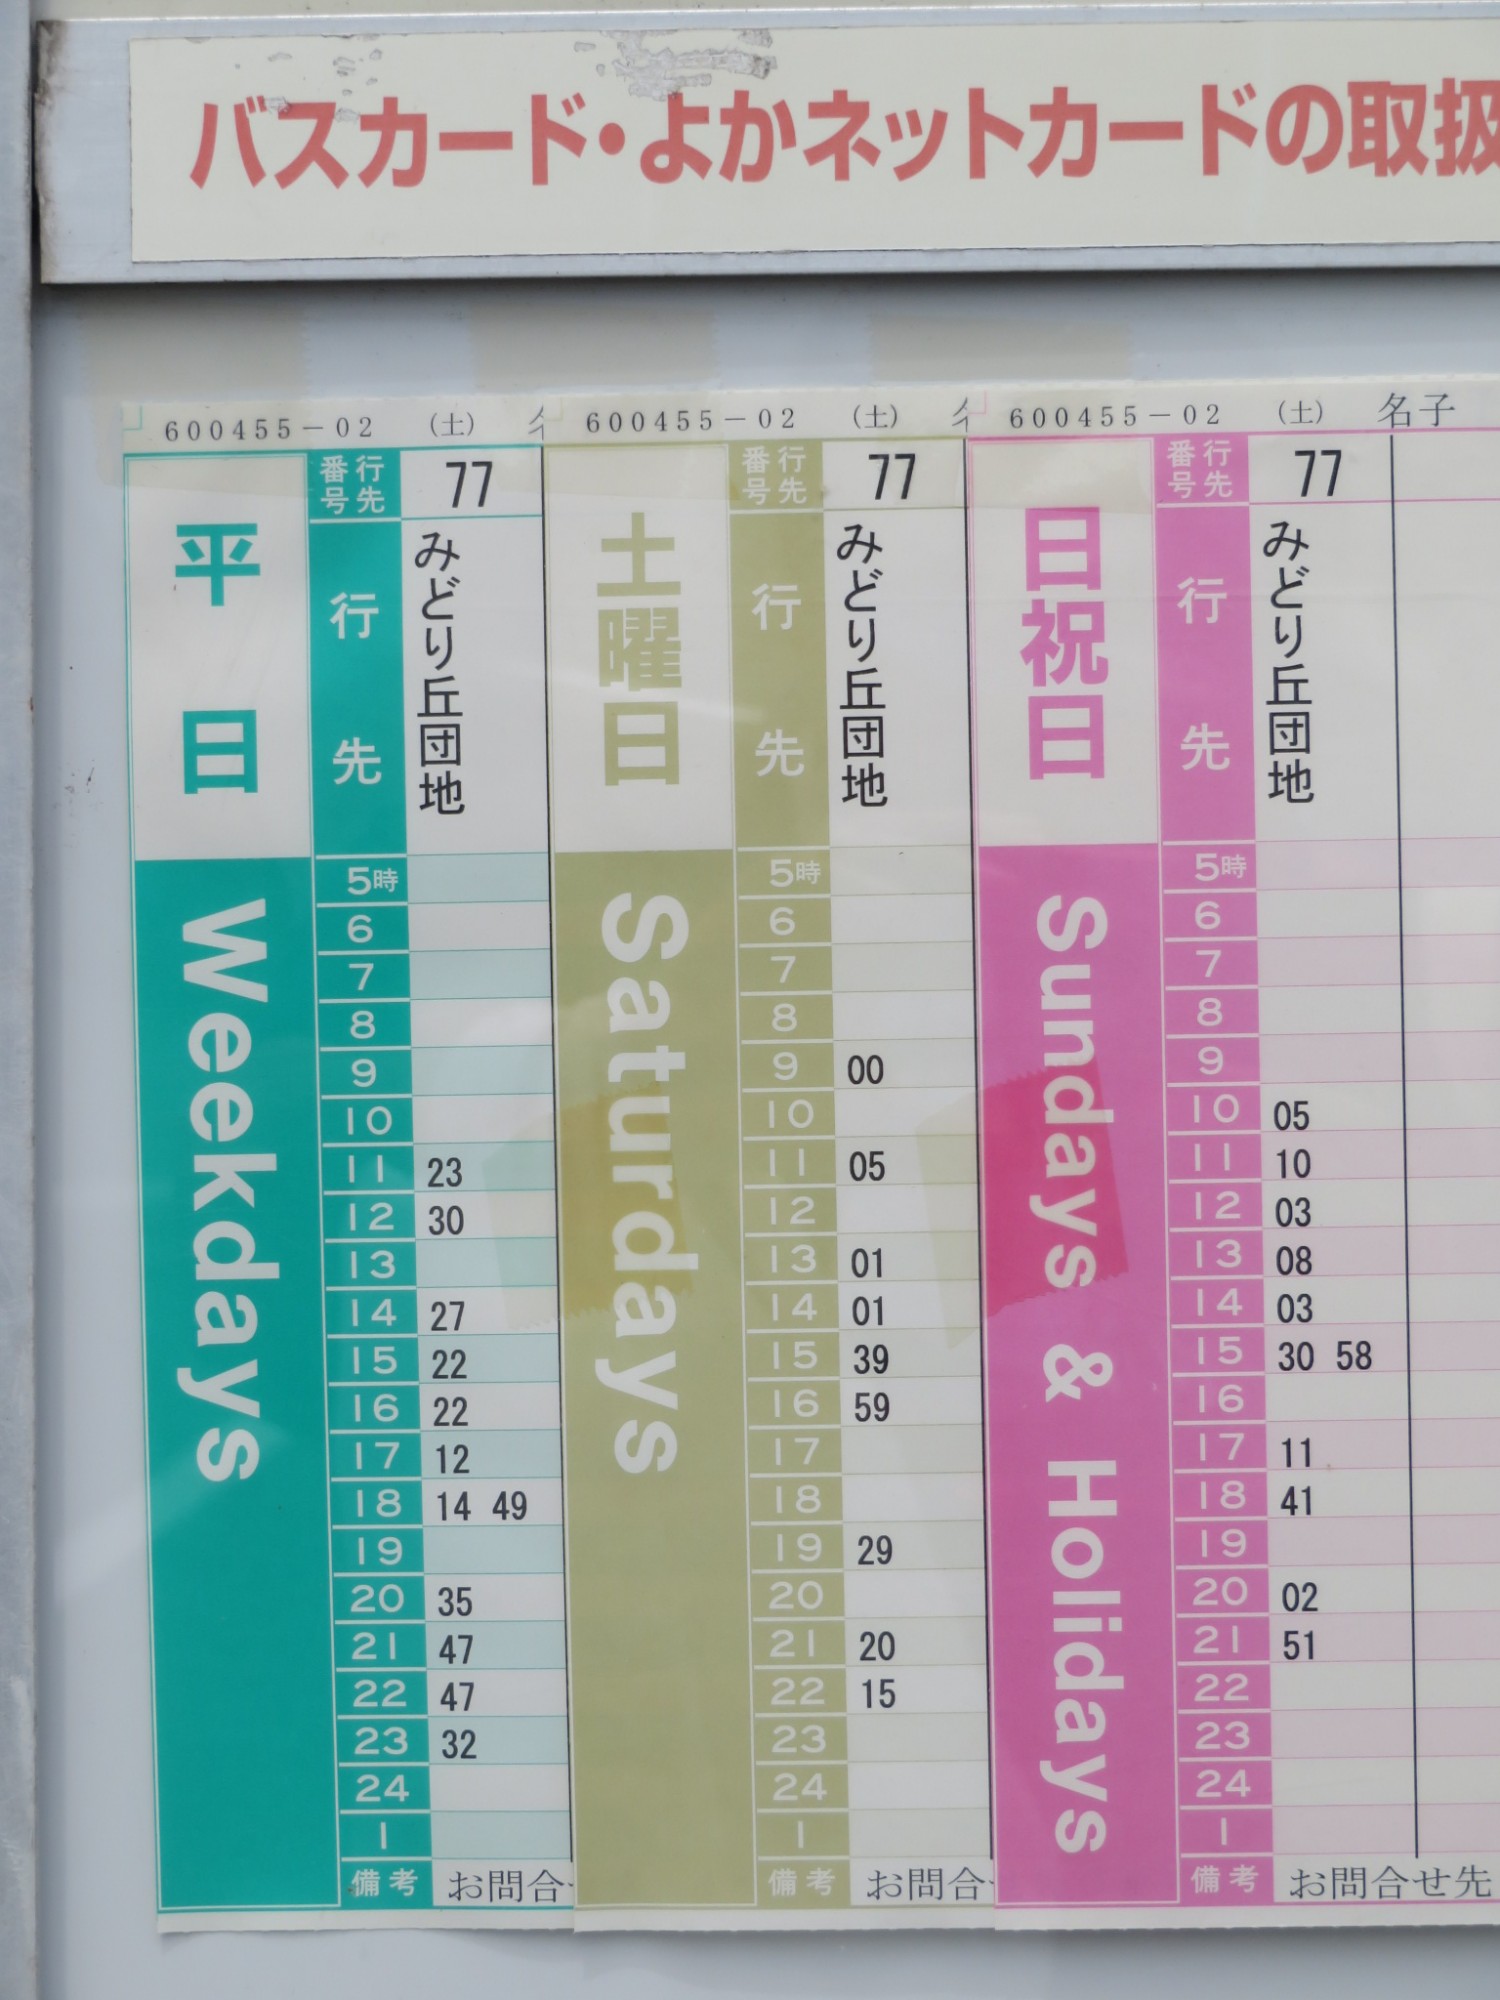 バスカード・よかネットカードの取扱
600455-02 (土)
番号 行先 77
平日
行先 みどり丘団地
Weekdays
5時
6
7
8
9
10
11 23
12 30
13
14 27
15 22
16 22
17 12
18 14 49
19
20 35
21 47
22 47
23 32
24
1
備考 お問合
600455-02 (土)
番号 行先 77
土曜日
行先 みどり丘団地
Saturdays
5時
6
7
8
9 00
10
11 05
12
13 01
14 01
15 39
16 59
17
18
19 29
20
21 20
22 15
23
24
1
備考 お問合
600455-02 (土) 名子
番号 行先 77
日祝日
行先 みどり丘団地
Sundays & Holidays
5時
6
7
8
9
10 05
11 10
12 03
13 08
14 03
15 30 58
16
17 11
18 41
19
20 02
21 51
22
23
24
1
備考 お問合せ先